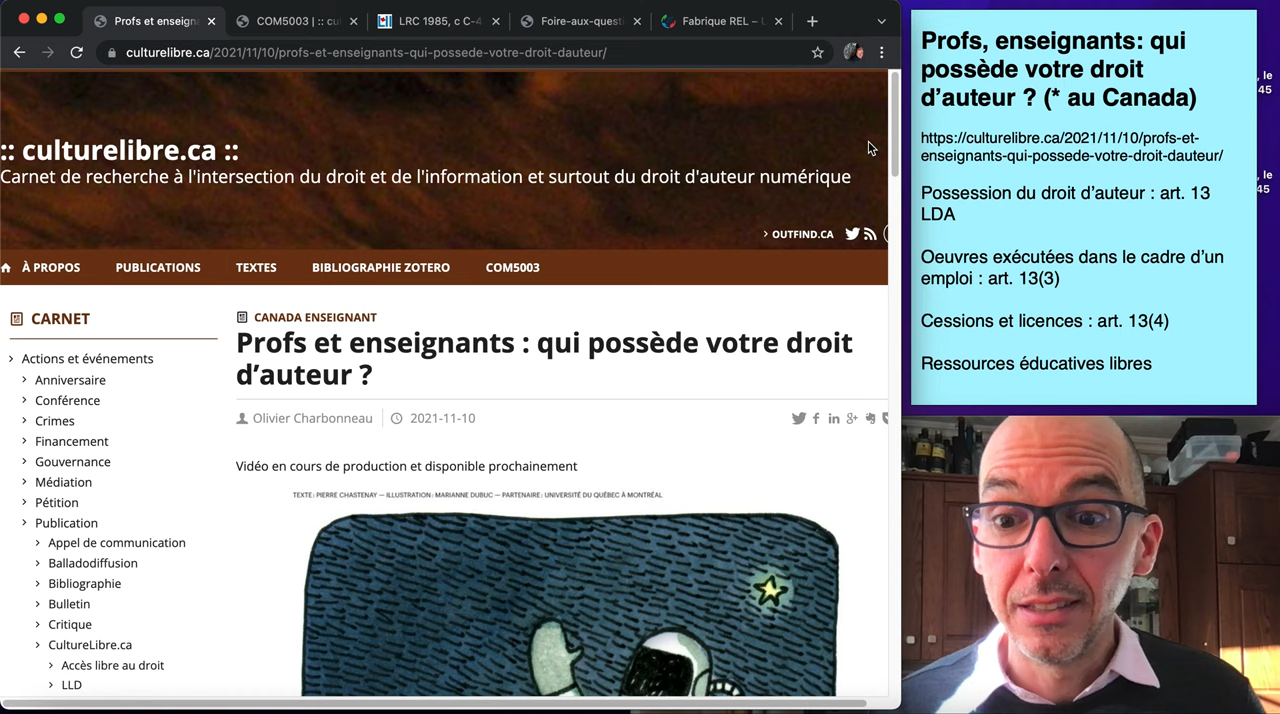 Profs et enseign
COM5003 | :: cu
LRC 1985, c C-4
Foire-aux-quest
Fabrique REL – U
culturelibre.ca/2021/11/10/profs-et-enseignants-qui-possede-votre-droit-dauteur/
:: culturelibre.ca ::
Carnet de recherche à l'intersection du droit et de l'information et surtout du droit d'auteur numérique
OUTFIND.CA
À PROPOS
PUBLICATIONS
TEXTES
BIBLIOGRAPHIE ZOTERO
COM5003
CARNET
Actions et événements
Anniversaire
Conférence
Crimes
Financement
Gouvernance
Médiation
Pétition
Publication
Appel de communication
Balladodiffusion
Bibliographie
Bulletin
Critique
CultureLibre.ca
Accès libre au droit
LLD
CANADA ENSEIGNANT
Profs et enseignants : qui possède votre droit
d’auteur ?
Olivier Charbonneau
2021-11-10
Vidéo en cours de production et disponible prochainement
TEXTE: PIERRE CHASTENAY — ILLUSTRATION: MARIANNE DUBUC — PARTENAIRE: UNIVERSITÉ DU QUÉBEC À MONTRÉAL
Profs, enseignants: qui
possède votre droit
d’auteur ? (* au Canada)
https://culturelibre.ca/2021/11/10/profs-et-
enseignants-qui-possede-votre-droit-dauteur/
Possession du droit d’auteur : art. 13
LDA
Oeuvres exécutées dans le cadre d’un
emploi : art. 13(3)
Cessions et licences : art. 13(4)
Ressources éducatives libres
, le
45
, le
45